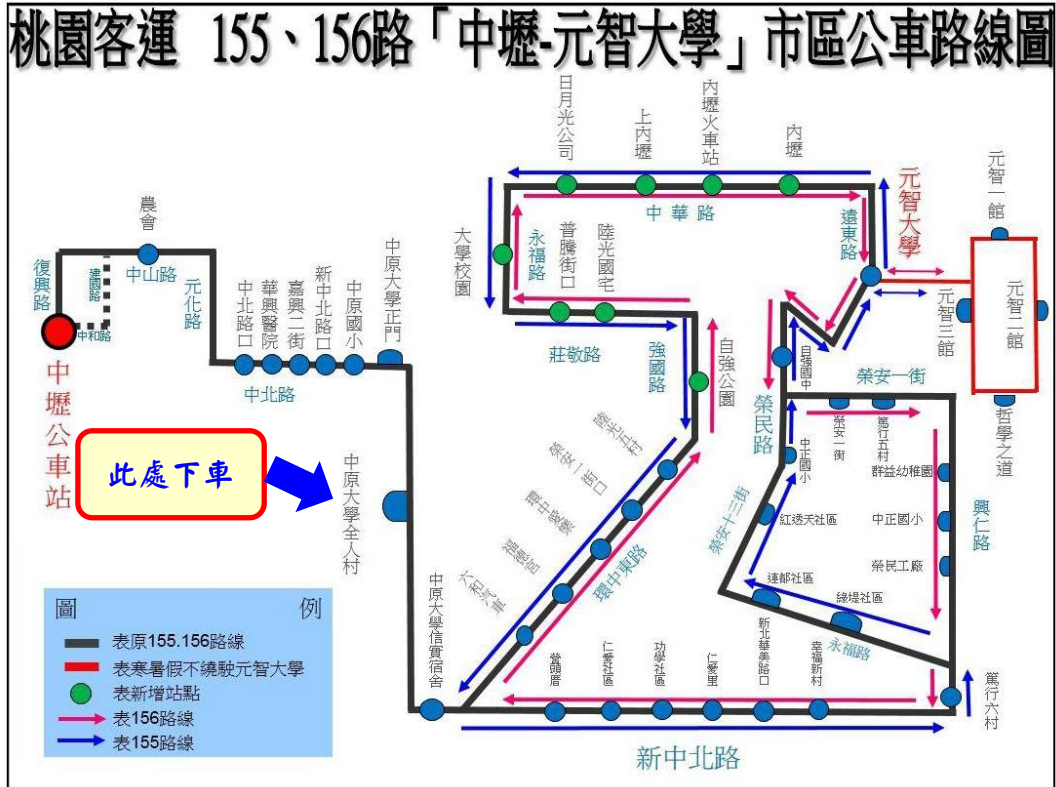 桃園客運 155、156路「中壢-元智大學」市區公車路線圖
日月光公司
上內壢
內壢火車站
內壢
元智大學
元智一館
農會
中山路
復興路
建國路
中和路
元化路
中壢公車站
中北路口
華興醫院
嘉興二街
新中北路口
中原國小
中原大學正門
中北路
大學校園
永福路
普騰街口
陸光國宅
中華路
遠東路
元智三館
元智二館
莊敬路
強國路
自強公園
榮民路
自強國中
榮安一街
哲學之道
此處下車
中原大學全人村
陸光五村
榮安一街口
環中愛樂
福德宮
六和汽車
環中東路
中正國小
榮安一街
篤行五村
群益幼稚園
中正國小
榮民工廠
興仁路
榮安十三街
紅透天社區
連都社區
綠堤社區
永福路
中原大學信實宿舍
營頭厝
仁愛社區
功學社區
仁愛里
新北華美路口
幸福新村
篤行六村
新中北路
圖 例
表原155.156路線
表寒暑假不繞駛元智大學
表新增站點
表156路線
表155路線